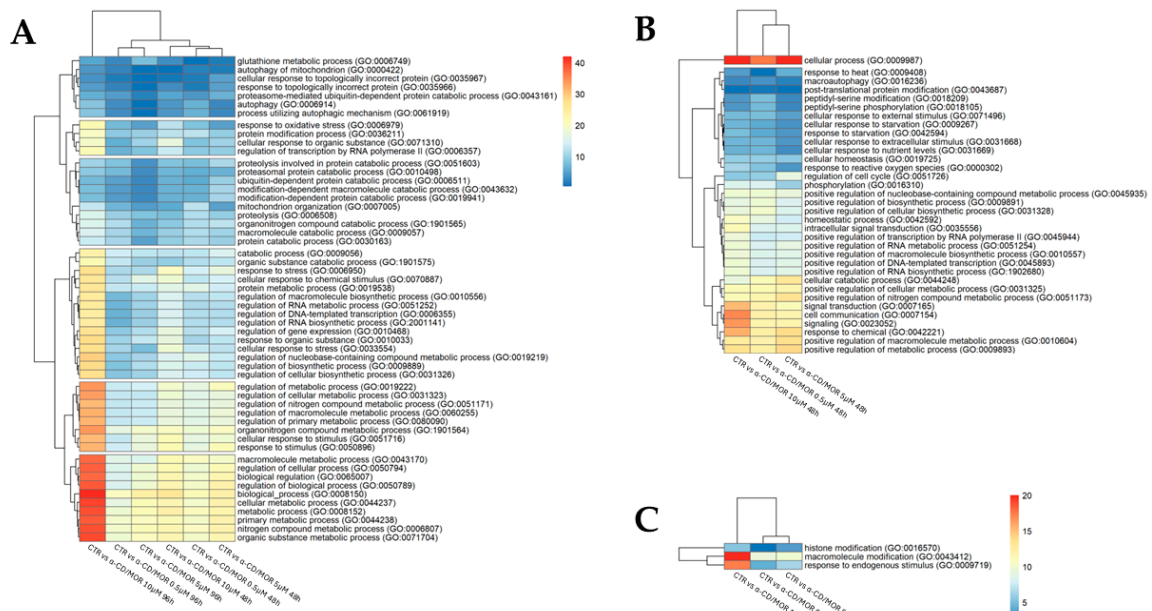 A
glutathione metabolic process (GO:0006749)
autophagy of mitochondrion (GO:0000422)
cellular response to topologically incorrect protein (GO:0035967)
response to topologically incorrect protein (GO:0035966)
proteasome-mediated ubiquitin-dependent protein catabolic process (GO:0043161)
autophagy (GO:0006914)
process utilizing autophagic mechanism (GO:0061919)
response to oxidative stress (GO:0006979)
protein modification process (GO:0036211)
cellular response to organic substance (GO:0071310)
regulation of transcription by RNA polymerase II (GO:0006357)
proteolysis involved in protein catabolic process (GO:0051603)
proteasomal protein catabolic process (GO:0010498)
ubiquitin-dependent protein catabolic process (GO:0006511)
modification-dependent macromolecule catabolic process (GO:0043632)
modification-dependent protein catabolic process (GO:0019941)
mitochondrion organization (GO:0007005)
proteolysis (GO:0006508)
organonitrogen compound catabolic process (GO:1901565)
macromolecule catabolic process (GO:0009057)
protein catabolic process (GO:0030163)
catabolic process (GO:0009056)
organic substance catabolic process (GO:1901575)
response to stress (GO:0006950)
cellular response to chemical stimulus (GO:0070887)
protein metabolic process (GO:0019538)
regulation of macromolecule biosynthetic process (GO:0010556)
regulation of RNA metabolic process (GO:0051252)
regulation of DNA-templated transcription (GO:0006355)
regulation of RNA biosynthetic process (GO:2001141)
regulation of gene expression (GO:0010468)
response to organic substance (GO:0010033)
cellular response to stress (GO:0033554)
regulation of nucleobase-containing compound metabolic process (GO:0019219)
regulation of biosynthetic process (GO:0009889)
regulation of cellular biosynthetic process (GO:0031326)
regulation of metabolic process (GO:0019222)
regulation of cellular metabolic process (GO:0031323)
regulation of nitrogen compound metabolic process (GO:0051171)
regulation of macromolecule metabolic process (GO:0060255)
regulation of primary metabolic process (GO:0080090)
organonitrogen compound metabolic process (GO:1901564)
cellular response to stimulus (GO:0051716)
response to stimulus (GO:0050896)
macromolecule metabolic process (GO:0043170)
regulation of cellular process (GO:0050794)
biological regulation (GO:0065007)
regulation of biological process (GO:0050789)
biological_process (GO:0008150)
cellular metabolic process (GO:0044237)
metabolic process (GO:0008152)
primary metabolic process (GO:0044238)
nitrogen compound metabolic process (GO:0006807)
organic substance metabolic process (GO:0071704)
CTR vs α-CD/MOR 10μM 96h
CTR vs α-CD/MOR 0.5μM 96h
CTR vs α-CD/MOR 5μM 96h
CTR vs α-CD/MOR 10μM 48h
CTR vs α-CD/MOR 0.5μM 48h
CTR vs α-CD/MOR 5μM 48h
40
30
20
10
B
cellular process (GO:0009987)
response to heat (GO:0009408)
macroautophagy (GO:0016236)
post-translational protein modification (GO:0043687)
peptidyl-serine modification (GO:0018209)
peptidyl-serine phosphorylation (GO:0018105)
cellular response to external stimulus (GO:0071496)
cellular response to starvation (GO:0009267)
response to starvation (GO:0042594)
cellular response to extracellular stimulus (GO:0031668)
cellular response to nutrient levels (GO:0031669)
cellular homeostasis (GO:0019725)
response to reactive oxygen species (GO:0000302)
regulation of cell cycle (GO:0051726)
phosphorylation (GO:0016310)
positive regulation of nucleobase-containing compound metabolic process (GO:0045935)
positive regulation of biosynthetic process (GO:0009891)
positive regulation of cellular biosynthetic process (GO:0031328)
homeostatic process (GO:0042592)
intracellular signal transduction (GO:0035556)
positive regulation of transcription by RNA polymerase II (GO:0045944)
positive regulation of RNA metabolic process (GO:0051254)
positive regulation of macromolecule biosynthetic process (GO:0010557)
positive regulation of DNA-templated transcription (GO:0045893)
positive regulation of RNA biosynthetic process (GO:1902680)
cellular catabolic process (GO:0044248)
positive regulation of cellular metabolic process (GO:0031325)
positive regulation of nitrogen compound metabolic process (GO:0051173)
signal transduction (GO:0007165)
cell communication (GO:0007154)
signaling (GO:0023052)
response to chemical (GO:0042221)
positive regulation of macromolecule metabolic process (GO:0010604)
positive regulation of metabolic process (GO:0009893)
CTR vs α-CD/MOR 10μM 48h
CTR vs α-CD/MOR 0.5μM 48h
CTR vs α-CD/MOR 5μM 48h
C
histone modification (GO:0016570)
macromolecule modification (GO:0043412)
response to endogenous stimulus (GO:0009719)
CTR vs α-CD/MOR
CTR vs α-CD/MOR
CTR vs α-CD/MOR
20
15
10
5